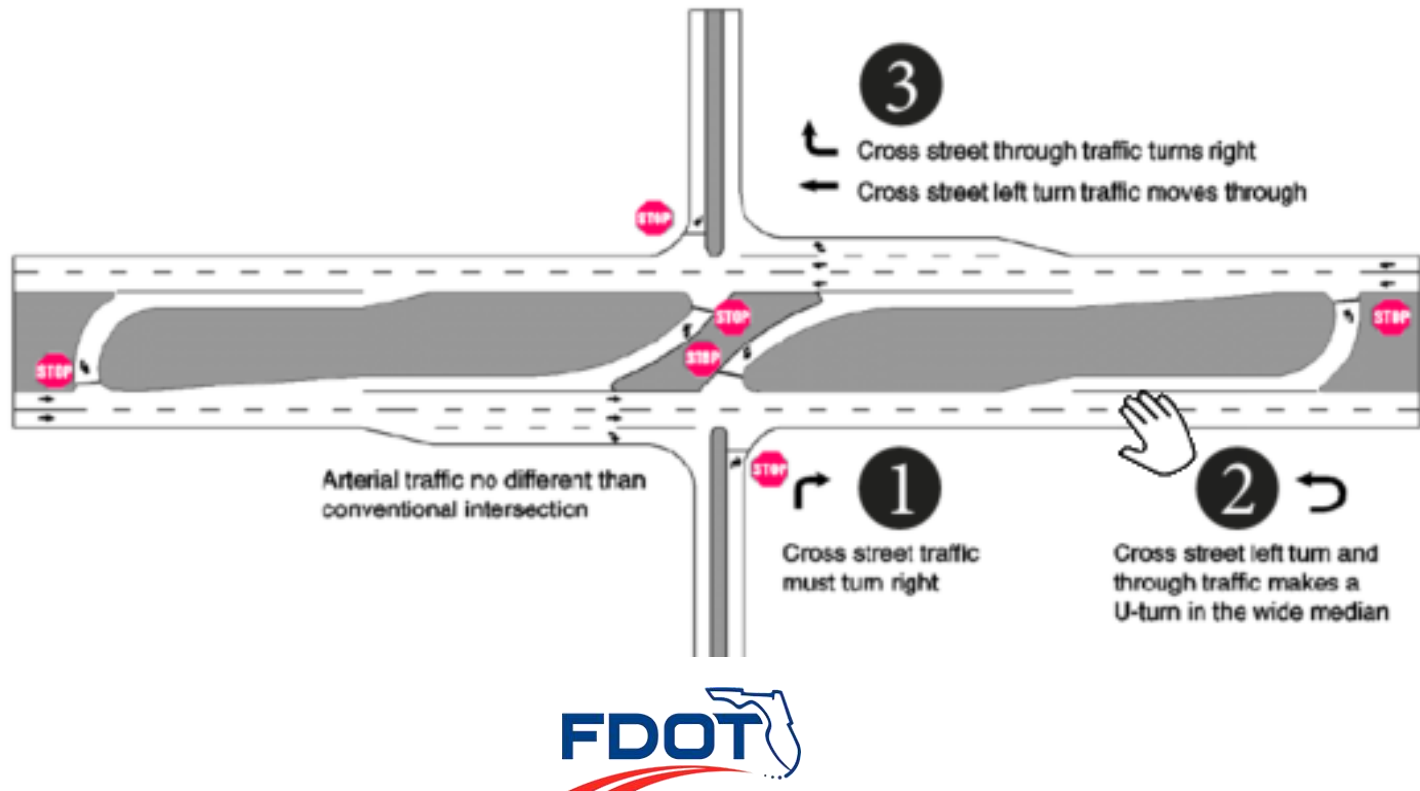 3
Cross street through traffic turns right
Cross street left turn traffic moves through
STOP
STOP
STOP
STOP
STOP
STOP
Arterial traffic no different than
conventional intersection
1
Cross street traffic
must turn right
2
Cross street left turn and
through traffic makes a
U-turn in the wide median
FDOT